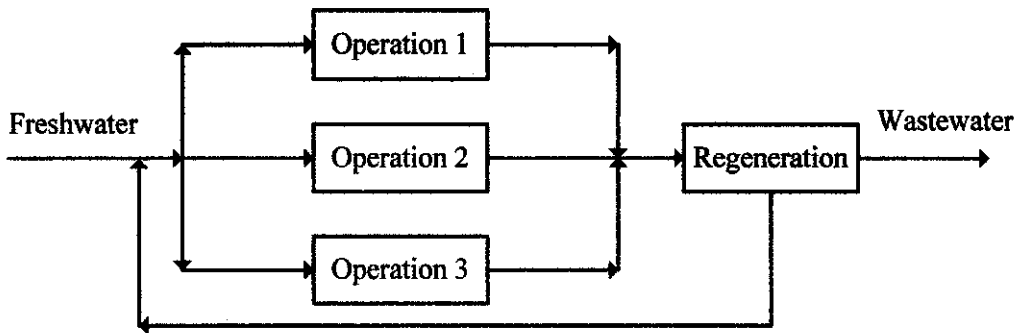 Operation 1
Freshwater
Operation 2
Regeneration
Wastewater
Operation 3